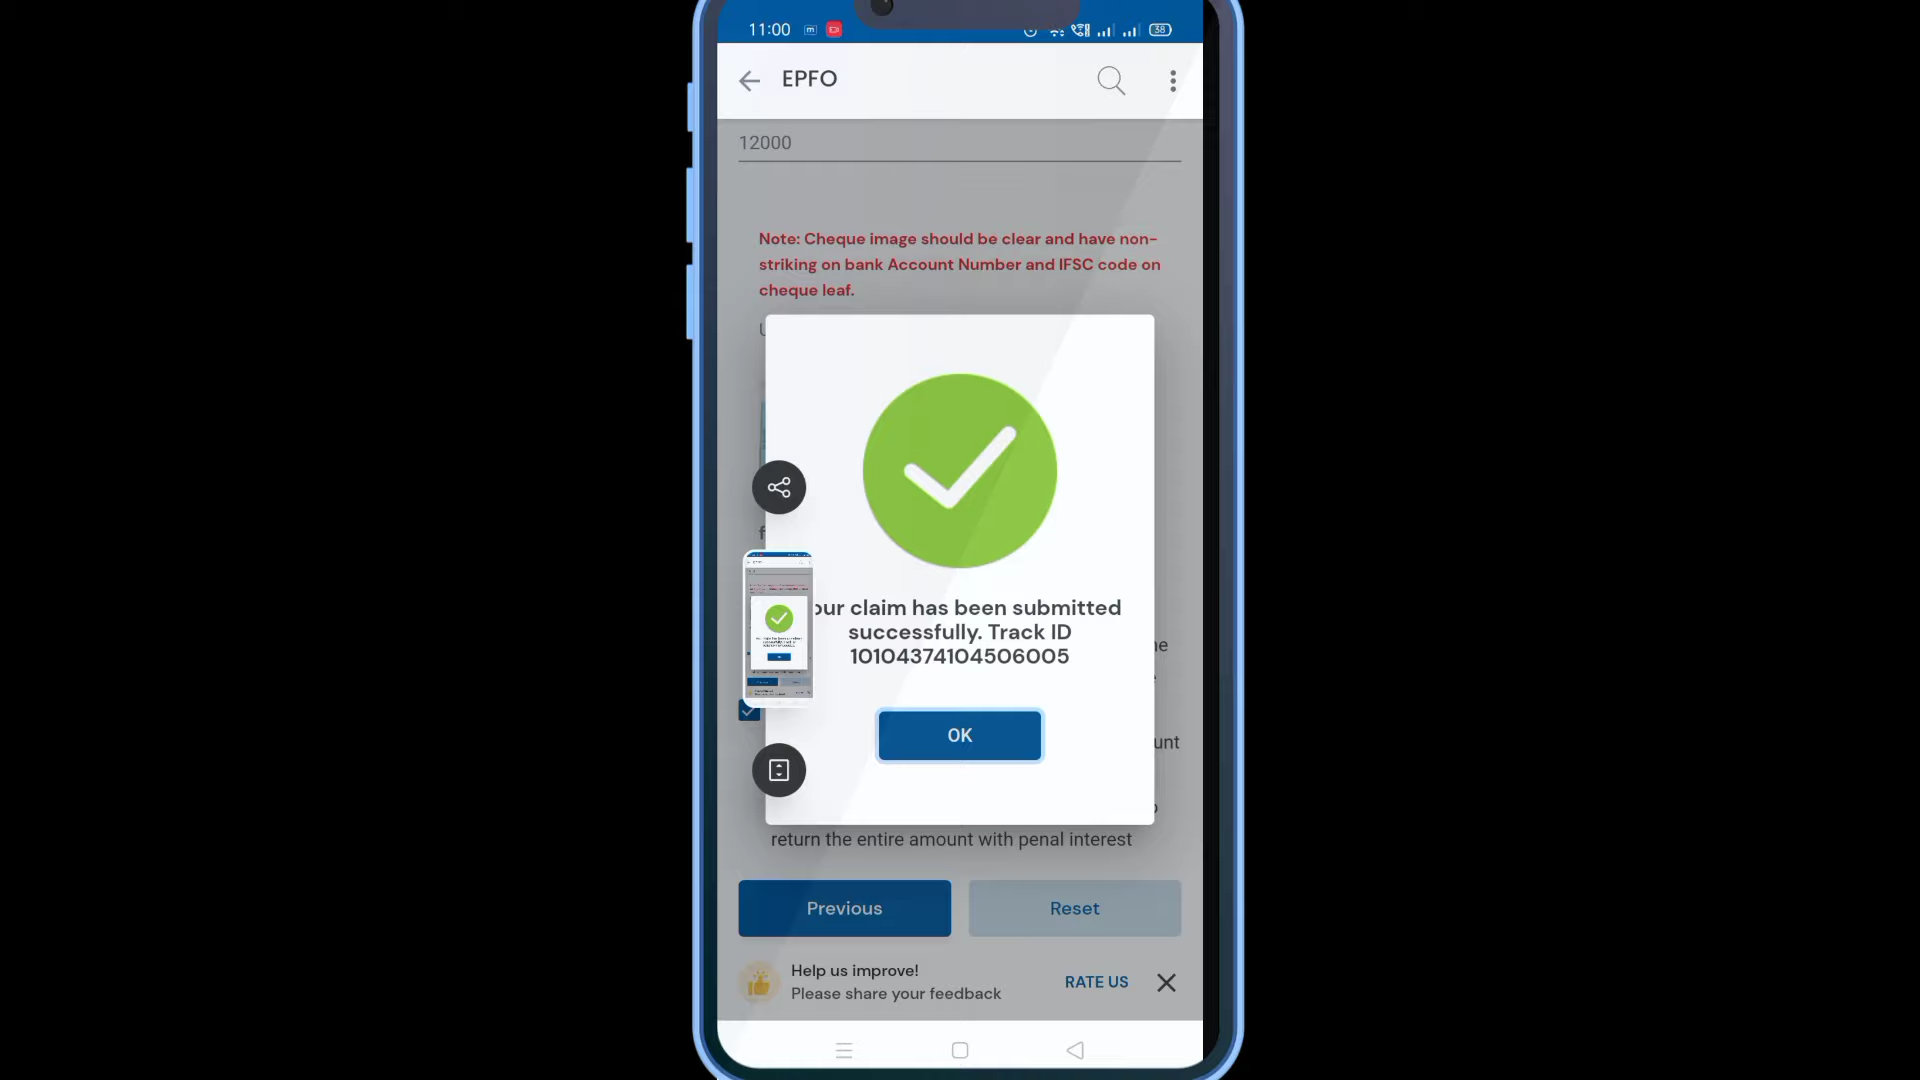 11:00
38
EPFO
12000
Note: Cheque image should be clear and have non-
striking on bank Account Number and IFSC code on
cheque leaf.
our claim has been submitted
successfully. Track ID
10104374104506005
OK
unt
return the entire amount with penal interest
Previous
Reset
Help us improve!
Please share your feedback
RATE US